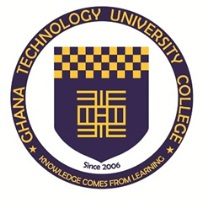 GHANA TECHNOLOGY UNIVERSITY COLLEGE
Since 2006
KNOWLEDGE COMES FROM LEARNING